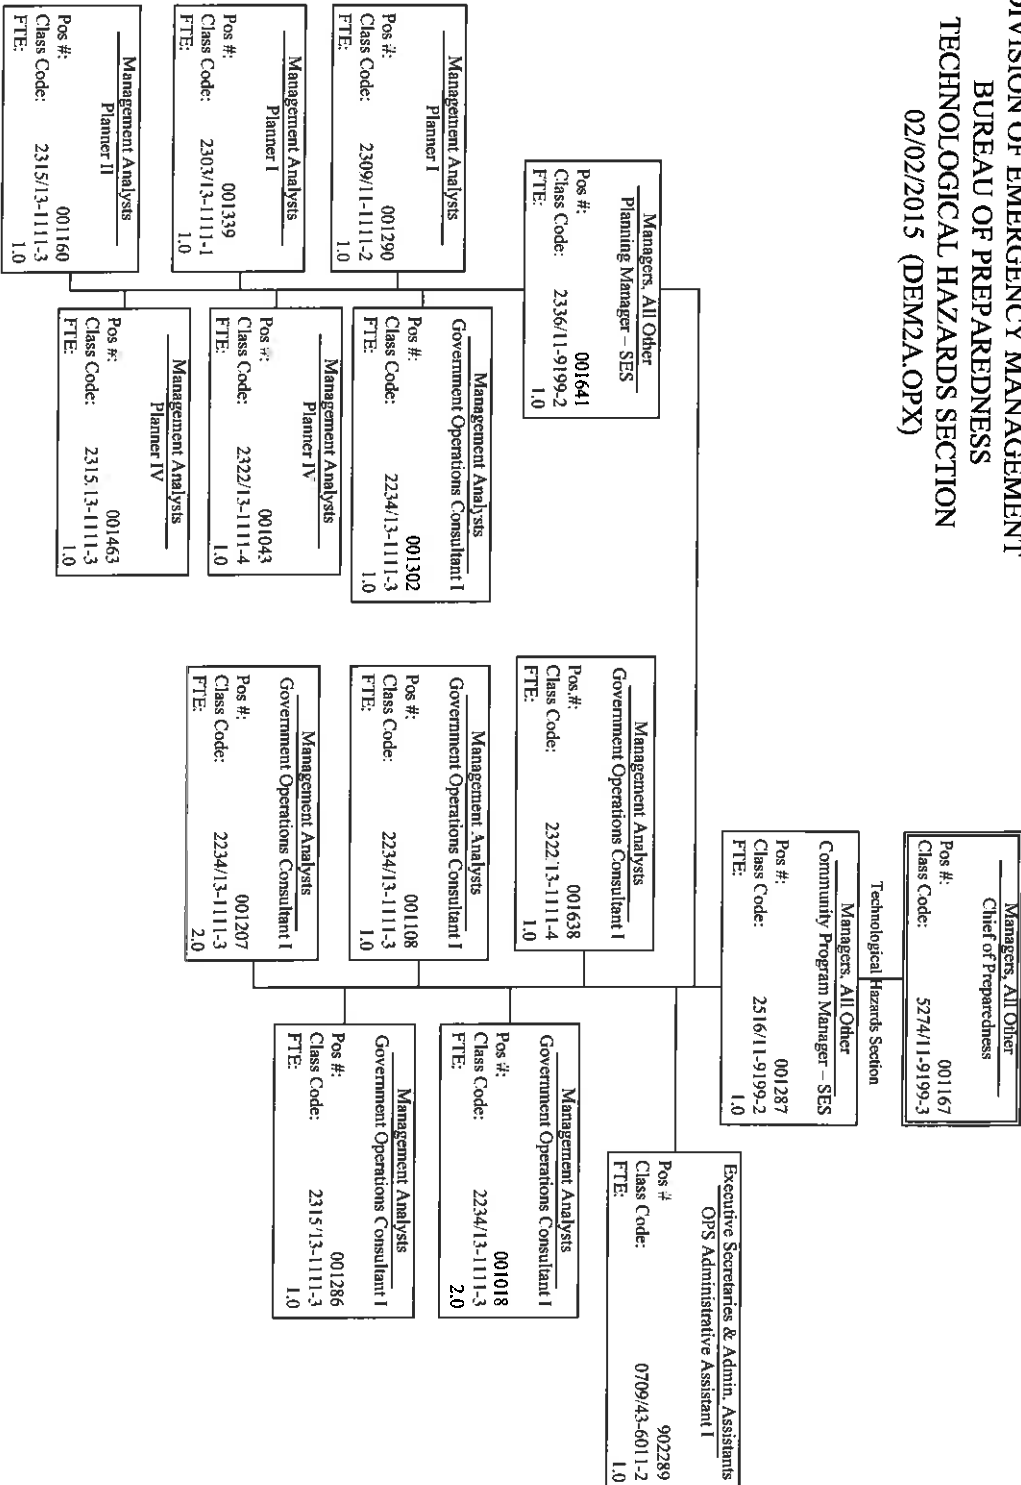 DIVISION OF EMERGENCY MANAGEMENT
BUREAU OF PREPAREDNESS
TECHNOLOGICAL HAZARDS SECTION
02/02/2015 (DEM2A.OPX)
Managers, All Other
Chief of Preparedness
Pos #: 001167
Class Code: 5274/11-9199-3
Technological Hazards Section
Managers, All Other
Community Program Manager – SES
Pos #: 001287
Class Code: 2516/11-9199-2
FTE: 1.0
Executive Secretaries & Admin. Assistants
OPS Administrative Assistant I
Pos # 902289
Class Code: 0709/43-6011-2
FTE: 1.0
Managers, All Other
Planning Manager – SES
Pos #: 001641
Class Code: 2336/11-9199-2
FTE: 1.0
Management Analysts
Government Operations Consultant I
Pos.#: 001638
Class Code: 2322.13-1111-4
FTE: 1.0
Management Analysts
Planner I
Pos #: 001290
Class Code: 2309/11-1111-2
FTE: 1.0
Management Analysts
Government Operations Consultant I
Pos #: 001302
Class Code: 2234/13-1111-3
FTE: 1.0
Management Analysts
Government Operations Consultant I
Pos #: 001108
Class Code: 2234/13-1111-3
FTE: 1.0
Management Analysts
Government Operations Consultant I
Pos #: 001018
Class Code: 2234/13-1111-3
FTE: 2.0
Management Analysts
Planner I
Pos #: 001339
Class Code: 2303/13-1111-1
FTE: 1.0
Management Analysts
Planner IV
Pos #: 001043
Class Code: 2322/13-1111-4
FTE: 1.0
Management Analysts
Government Operations Consultant I
Pos #: 001207
Class Code: 2234/13-1111-3
FTE: 2.0
Management Analysts
Government Operations Consultant I
Pos #: 001286
Class Code: 2315/13-1111-3
FTE: 1.0
Management Analysts
Planner II
Pos #: 001160
Class Code: 2315/13-1111-3
FTE: 1.0
Management Analysts
Planner IV
Pos #: 001463
Class Code: 2315.13-1111-3
FTE: 1.0